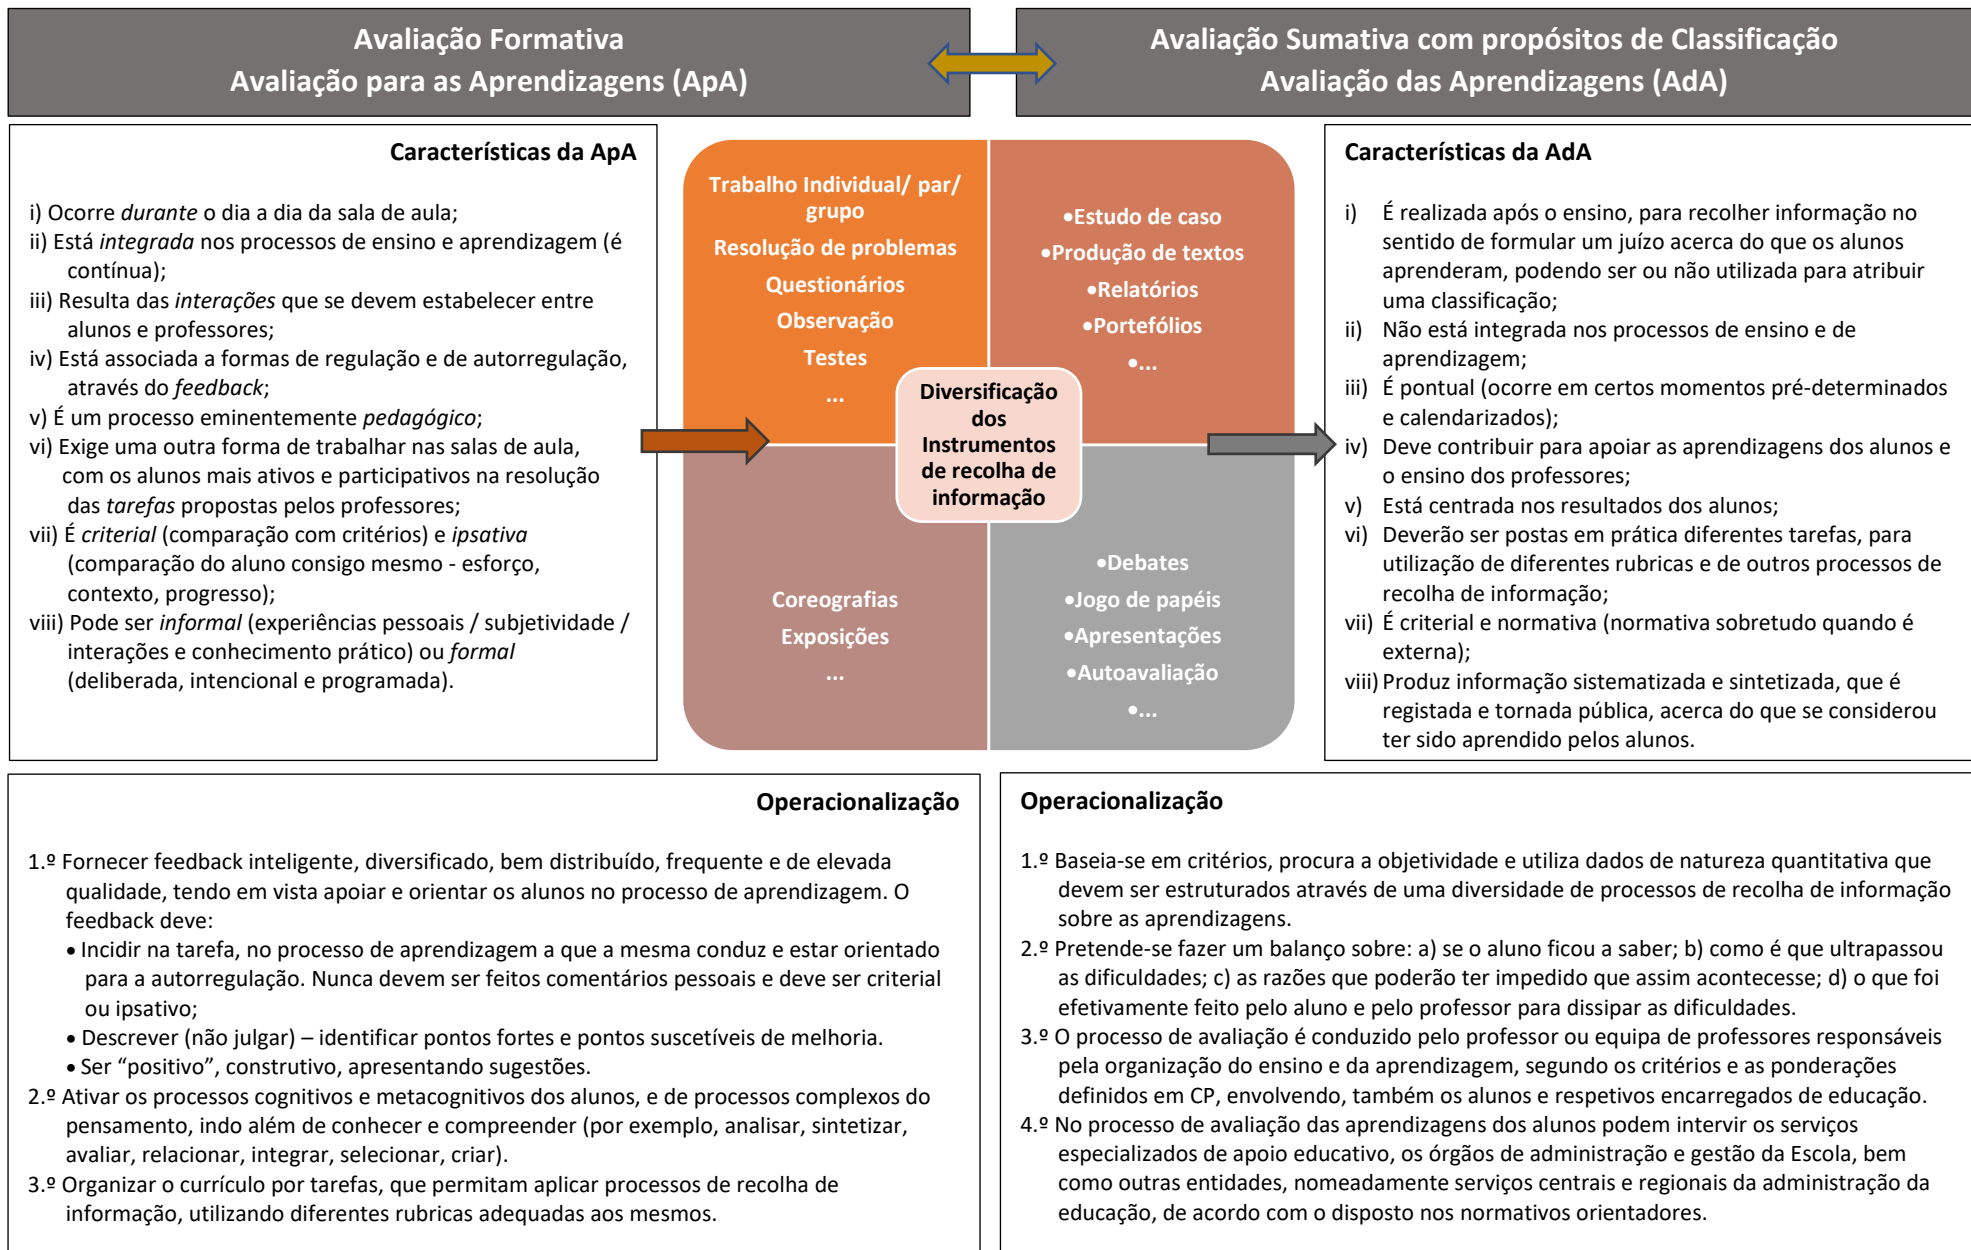 Avaliação Formativa
Avaliação para as Aprendizagens (ApA)
Avaliação Sumativa com propósitos de Classificação
Avaliação das Aprendizagens (AdA)
Características da ApA
i) Ocorre durante o dia a dia da sala de aula;
ii) Está integrada nos processos de ensino e aprendizagem (é
contínua);
iii) Resulta das interações que se devem estabelecer entre
alunos e professores;
iv) Está associada a formas de regulação e de autorregulação,
através do feedback;
v) É um processo eminentemente pedagógico;
vi) Exige uma outra forma de trabalhar nas salas de aula,
com os alunos mais ativos e participativos na resolução
das tarefas propostas pelos professores;
vii) É criterial (comparação com critérios) e ipsativa
(comparação do aluno consigo mesmo - esforço,
contexto, progresso);
viii) Pode ser informal (experiências pessoais / subjetividade /
interações e conhecimento prático) ou formal
(deliberada, intencional e programada).
Trabalho Individual/ par/
grupo
Resolução de problemas
Questionários
Observação
Testes
...
•Estudo de caso
•Produção de textos
•Relatórios
•Portefólios
•...
Diversificação
dos
Instrumentos
de recolha de
informação
Coreografias
Exposições
...
•Debates
•Jogo de papéis
•Apresentações
•Autoavaliação
•...
Características da AdA
i) É realizada após o ensino, para recolher informação no
sentido de formular um juízo acerca do que os alunos
aprenderam, podendo ser ou não utilizada para atribuir
uma classificação;
ii) Não está integrada nos processos de ensino e de
aprendizagem;
iii) É pontual (ocorre em certos momentos pré-determinados
e calendarizados);
iv) Deve contribuir para apoiar as aprendizagens dos alunos e
o ensino dos professores;
v) Está centrada nos resultados dos alunos;
vi) Deverão ser postas em prática diferentes tarefas, para
utilização de diferentes rubricas e de outros processos de
recolha de informação;
vii) É criterial e normativa (normativa sobretudo quando é
externa);
viii) Produz informação sistematizada e sintetizada, que é
registada e tornada pública, acerca do que se considerou
ter sido aprendido pelos alunos.
Operacionalização
1.º Fornecer feedback inteligente, diversificado, bem distribuído, frequente e de elevada
qualidade, tendo em vista apoiar e orientar os alunos no processo de aprendizagem. O
feedback deve:
• Incidir na tarefa, no processo de aprendizagem a que a mesma conduz e estar orientado
para a autorregulação. Nunca devem ser feitos comentários pessoais e deve ser criterial
ou ipsativo;
• Descrever (não julgar) – identificar pontos fortes e pontos suscetíveis de melhoria.
• Ser “positivo”, construtivo, apresentando sugestões.
2.º Ativar os processos cognitivos e metacognitivos dos alunos, e de processos complexos do
pensamento, indo além de conhecer e compreender (por exemplo, analisar, sintetizar,
avaliar, relacionar, integrar, selecionar, criar).
3.º Organizar o currículo por tarefas, que permitam aplicar processos de recolha de
informação, utilizando diferentes rubricas adequadas aos mesmos.
Operacionalização
1.º Baseia-se em critérios, procura a objetividade e utiliza dados de natureza quantitativa que
devem ser estruturados através de uma diversidade de processos de recolha de informação
sobre as aprendizagens.
2.º Pretende-se fazer um balanço sobre: a) se o aluno ficou a saber; b) como é que ultrapassou
as dificuldades; c) as razões que poderão ter impedido que assim acontecesse; d) o que foi
efetivamente feito pelo aluno e pelo professor para dissipar as dificuldades.
3.º O processo de avaliação é conduzido pelo professor ou equipa de professores responsáveis
pela organização do ensino e da aprendizagem, segundo os critérios e as ponderações
definidos em CP, envolvendo, também os alunos e respetivos encarregados de educação.
4.º No processo de avaliação das aprendizagens dos alunos podem intervir os serviços
especializados de apoio educativo, os órgãos de administração e gestão da Escola, bem
como outras entidades, nomeadamente serviços centrais e regionais da administração da
educação, de acordo com o disposto nos normativos orientadores.